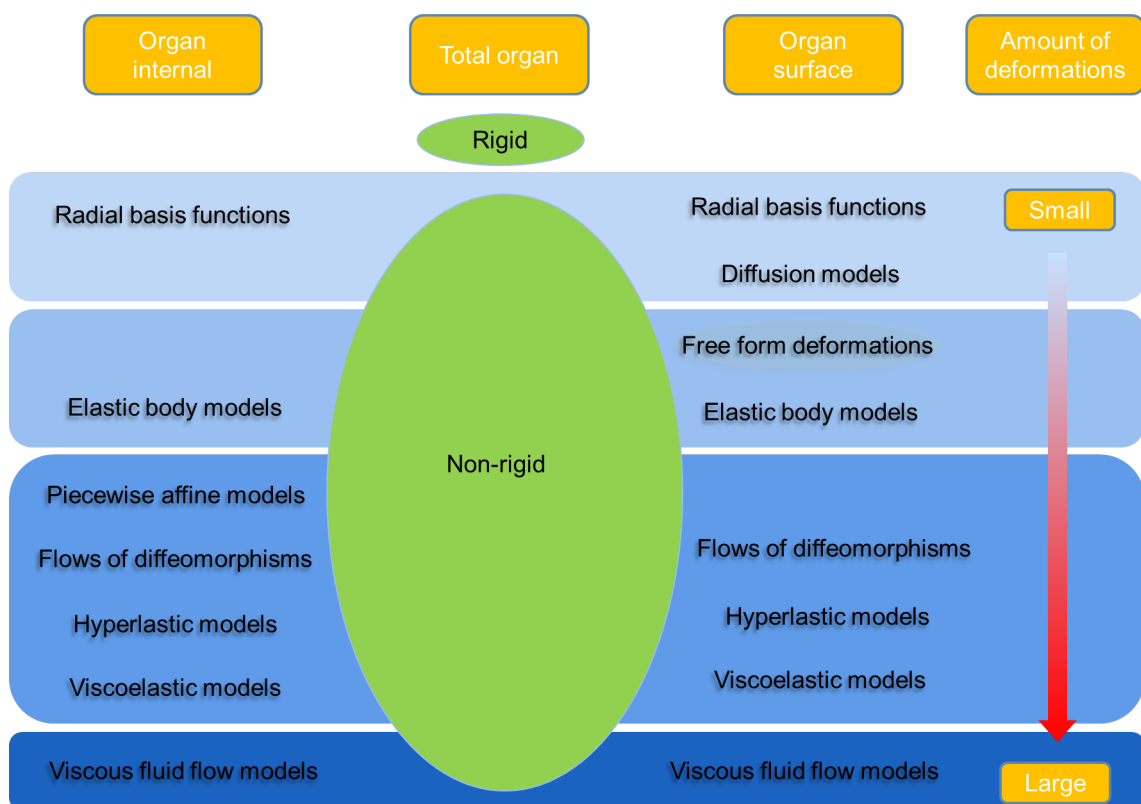 Organ
internal
Total organ
Organ
surface
Amount of
deformations
Rigid
Radial basis functions
Radial basis functions
Small
Diffusion models
Free form deformations
Elastic body models
Elastic body models
Non-rigid
Piecewise affine models
Flows of diffeomorphisms
Flows of diffeomorphisms
Hyperlastic models
Hyperlastic models
Viscoelastic models
Viscoelastic models
Viscous fluid flow models
Viscous fluid flow models
Large